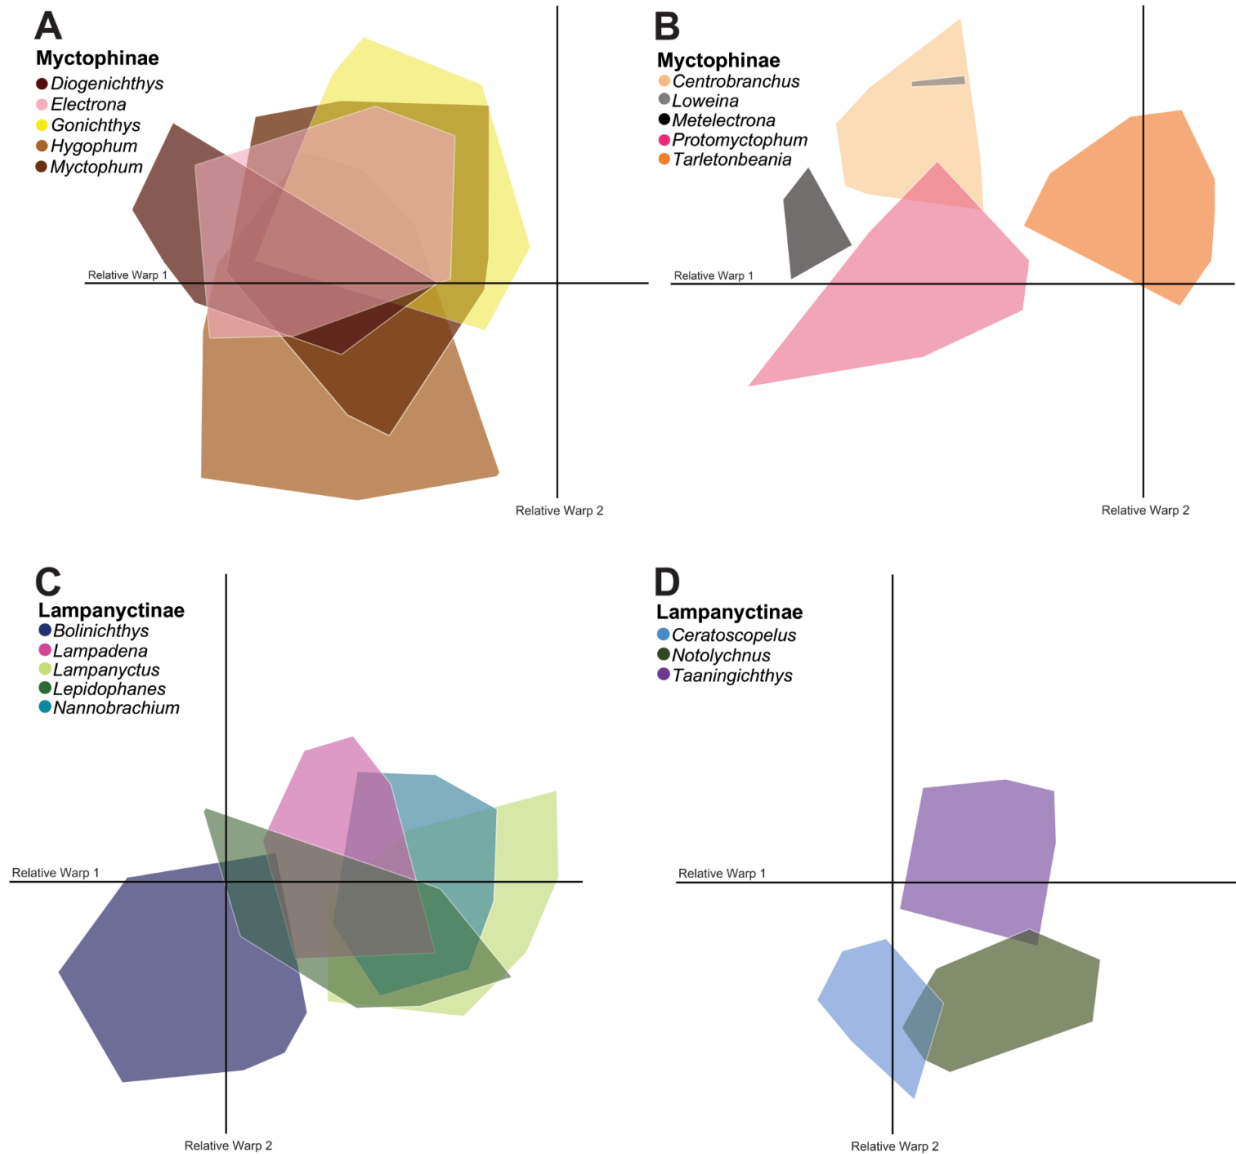 A
Myctophinae
Diogenichthys
Electrona
Gonichthys
Hygophum
Myctophum
Relative Warp 1
Relative Warp 2
B
Myctophinae
Centrobranchus
Loweina
Metelectrona
Protomyctophum
Tarletonbeania
Relative Warp 1
Relative Warp 2
C
Lampanyctinae
Bolinichthys
Lampadena
Lampanyctus
Lepidophanes
Nannobrachium
Relative Warp 1
Relative Warp 2
D
Lampanyctinae
Ceratoscopelus
Notolychnus
Taaningichthys
Relative Warp 1
Relative Warp 2